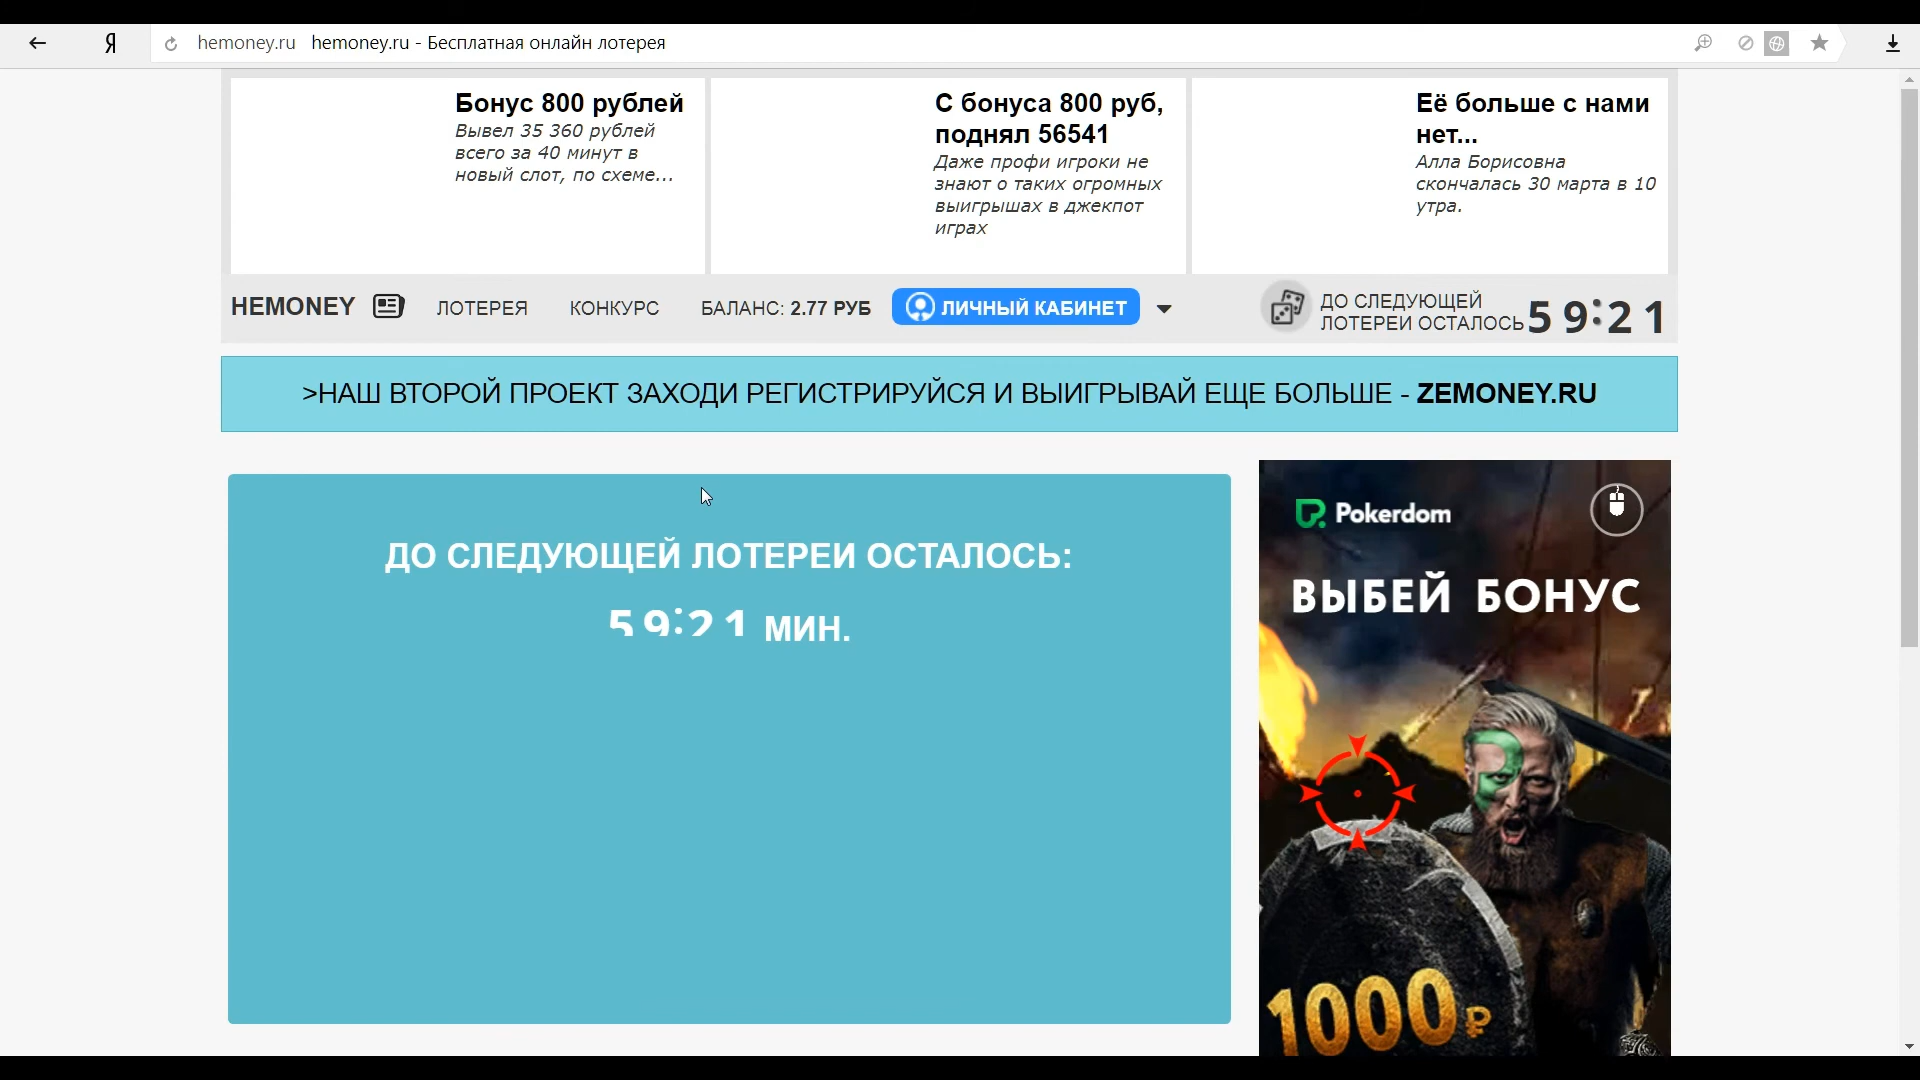 Я hemoney.ru hemoney.ru - Бесплатная онлайн лотерея
Бонус 800 рублей
Вывел 35 360 рублей
всего за 40 минут в
новый слот, по схеме...
С бонуса 800 руб,
поднял 56541
Даже профи игроки не
знают о таких огромных
выигрышах в джекпот
играх
Её больше с нами
нет...
Алла Борисовна
скончалась 30 марта в 10
утра.
HEMONEY ЛОТЕРЕЯ КОНКУРС БАЛАНС: 2.77 РУБ ЛИЧНЫЙ КАБИНЕТ
ДО СЛЕДУЮЩЕЙ
ЛОТЕРЕИ ОСТАЛОСЬ 59:21
>НАШ ВТОРОЙ ПРОЕКТ ЗАХОДИ РЕГИСТРИРУЙСЯ И ВЫИГРЫВАЙ ЕЩЕ БОЛЬШЕ - ZEMONEY.RU
ДО СЛЕДУЮЩЕЙ ЛОТЕРЕИ ОСТАЛОСЬ:
59:21 МИН.
Pokerdom
ВЫБЕЙ БОНУС
1000₽